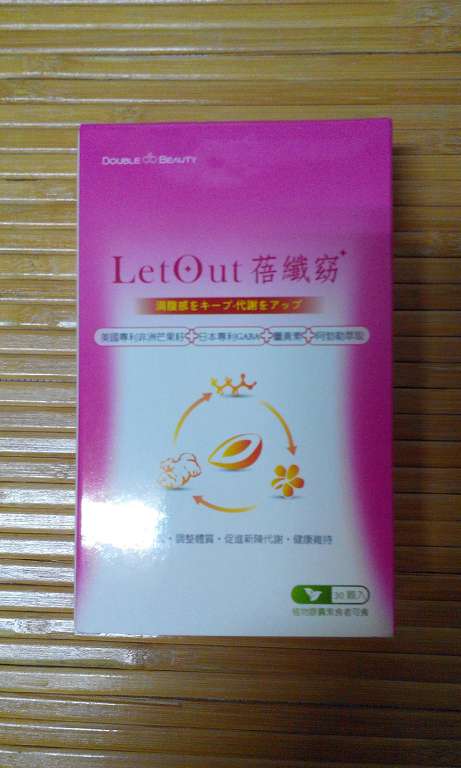 DOUBLE BEAUTY
LetOut 蓓纖窈
満腹感をキープ·代謝をアップ
美國專利非洲芒果籽 日本專利GABA 薑黃素 阿勃勒萃取
·調整體質·促進新陳代謝·健康維持
30顆入
植物膠囊素食者可食